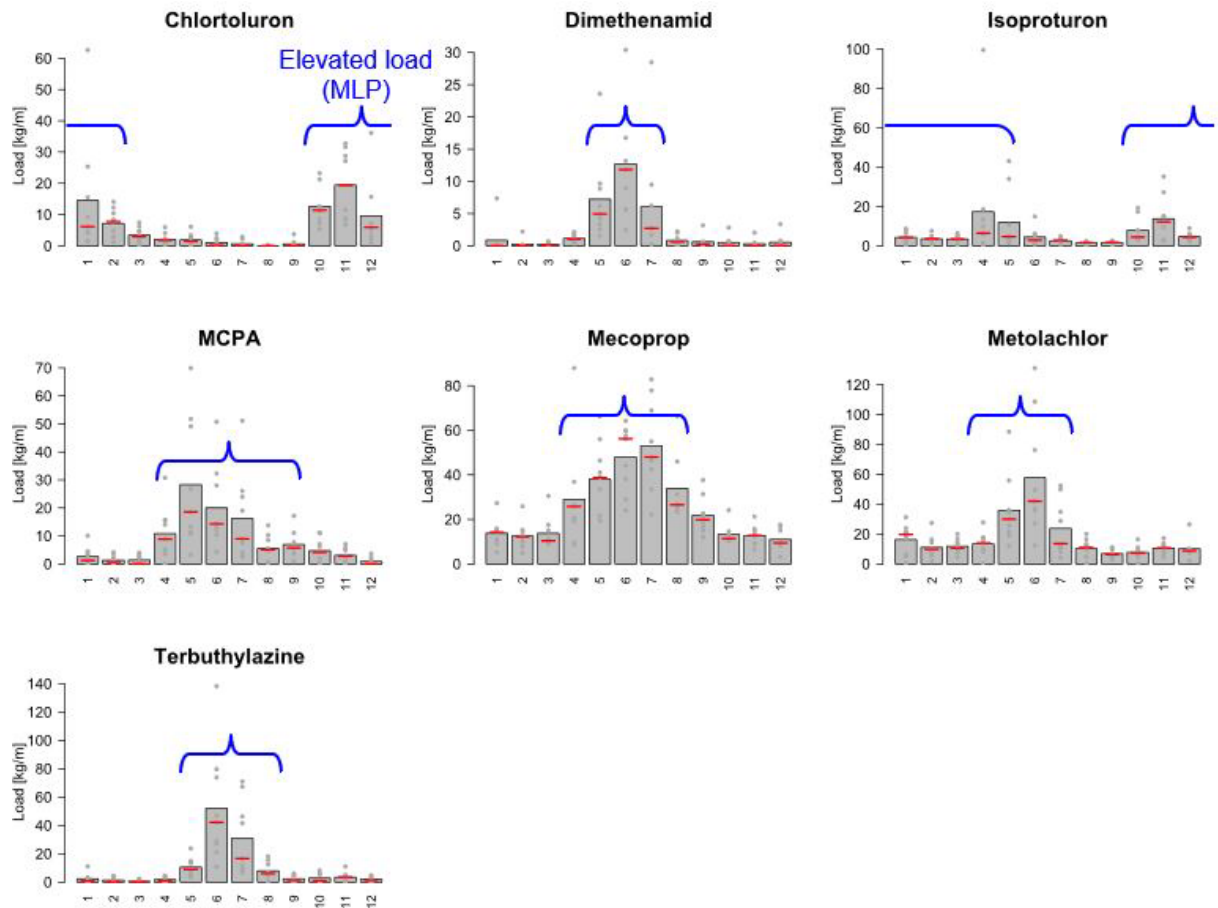 Chlortoluron
Dimethenamid
Isoproturon
Elevated load
(MLP)
Load [kg/m]
60
50
40
30
20
10
0
1 2 3 4 5 6 7 8 9 10 11 12
Load [kg/m]
30
25
20
15
10
5
0
1 2 3 4 5 6 7 8 9 10 11 12
Load [kg/m]
100
80
60
40
20
0
1 2 3 4 5 6 7 8 9 10 11 12
MCPA
Mecoprop
Metolachlor
Load [kg/m]
70
60
50
40
30
20
10
0
1 2 3 4 5 6 7 8 9 10 11 12
Load [kg/m]
80
60
40
20
0
1 2 3 4 5 6 7 8 9 10 11 12
Load [kg/m]
120
100
80
60
40
20
0
1 2 3 4 5 6 7 8 9 10 11 12
Terbuthylazine
Load [kg/m]
140
120
100
80
60
40
20
0
1 2 3 4 5 6 7 8 9 10 11 12